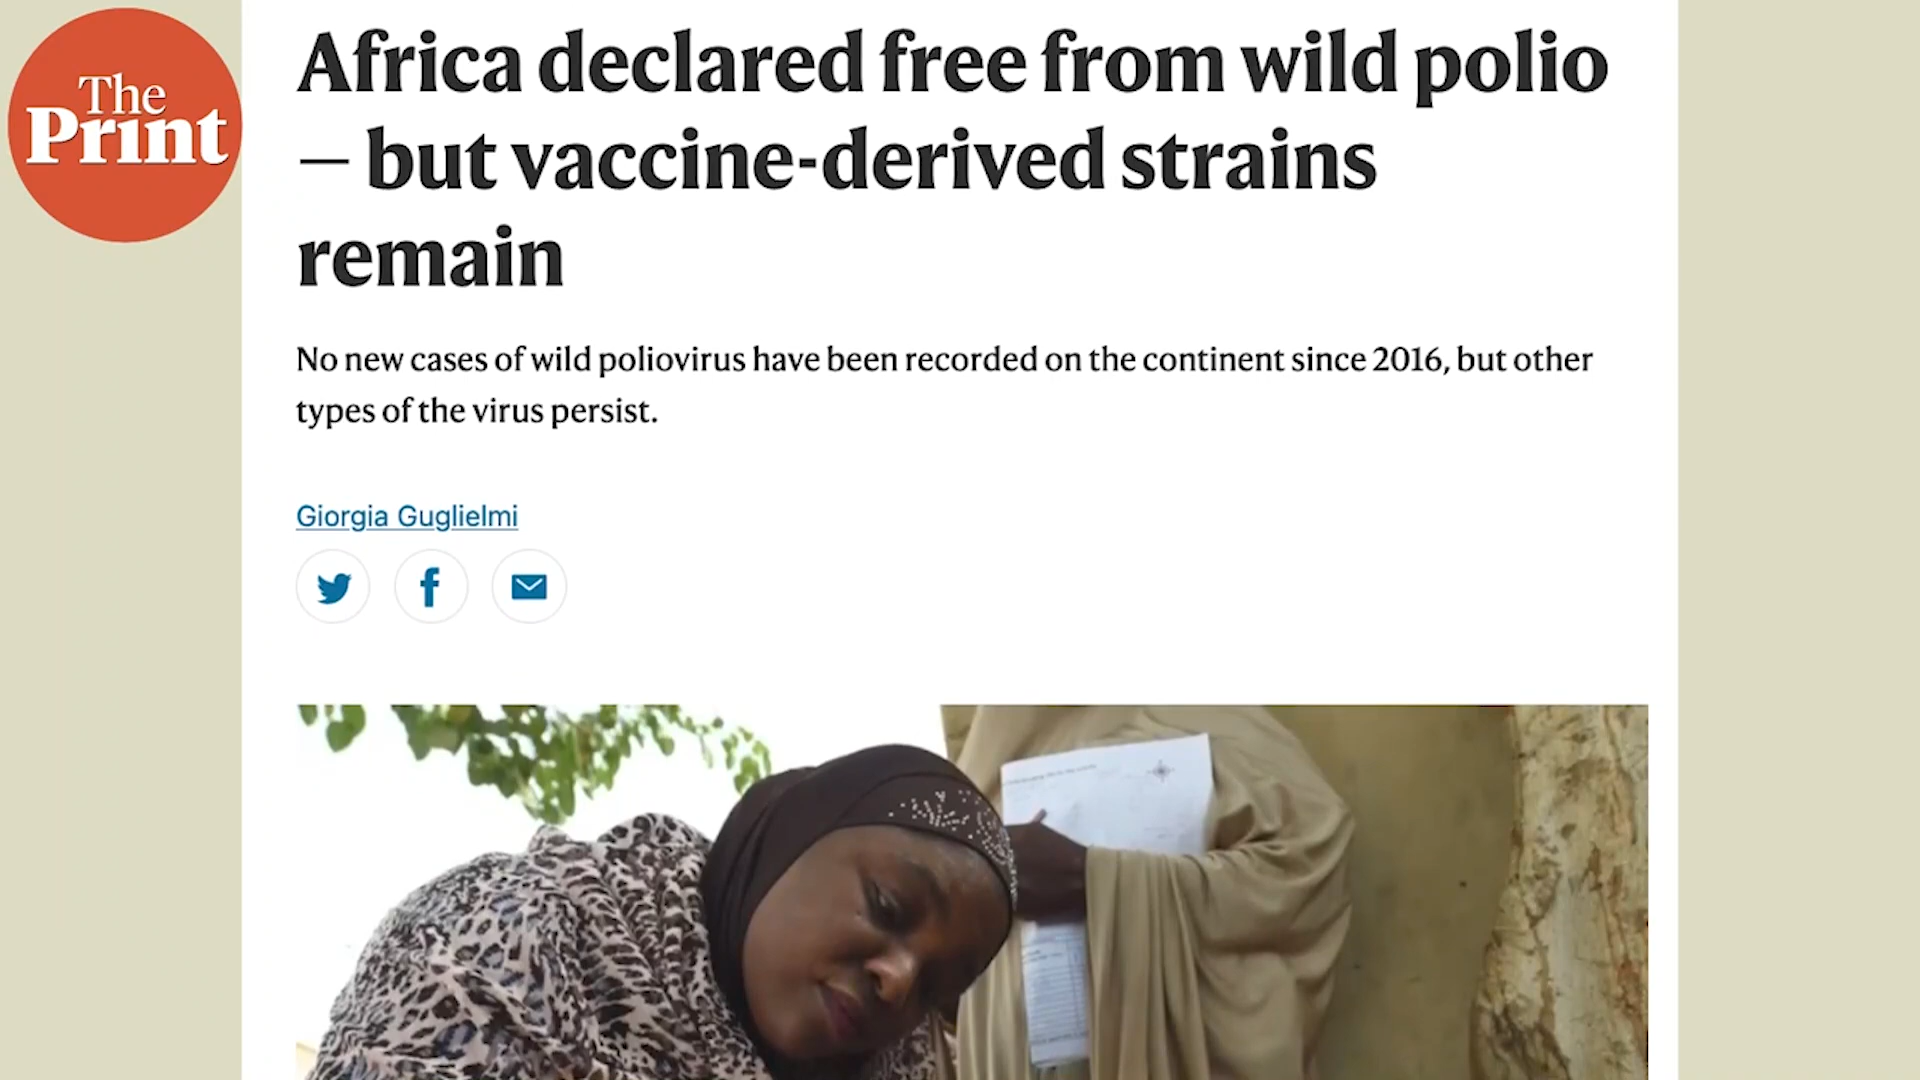 The
Print
Africa declared free from wild polio
— but vaccine-derived strains
remain
No new cases of wild poliovirus have been recorded on the continent since 2016, but other
types of the virus persist.
Giorgia Guglielmi